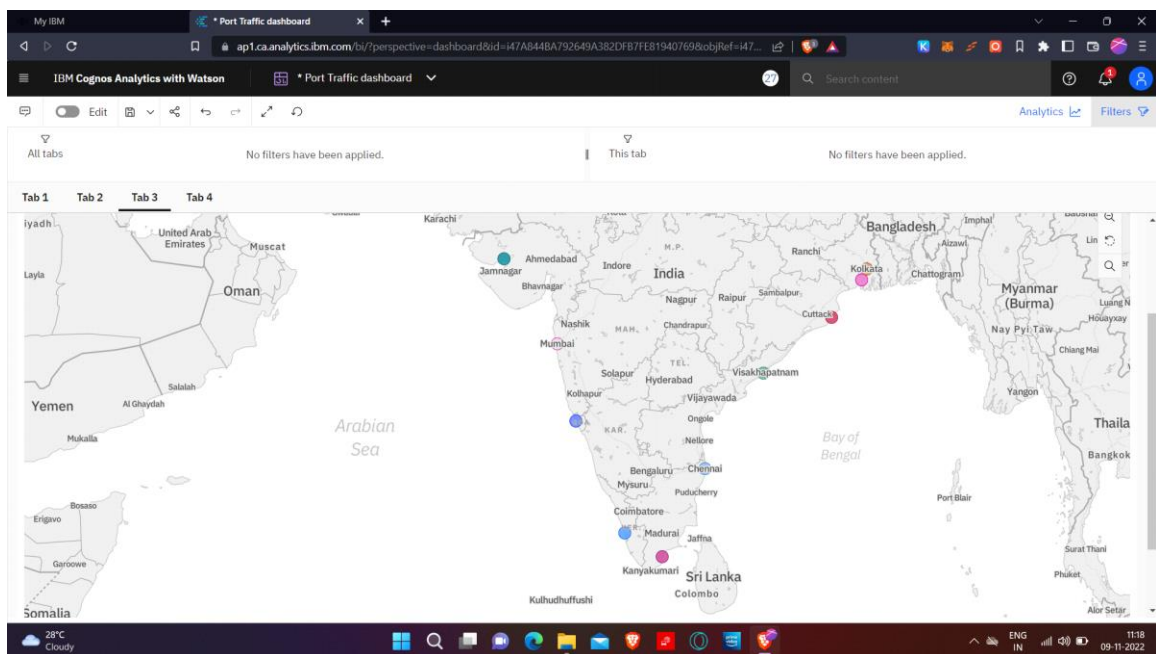 My IBM
* Port Traffic dashboard
ap1.ca.analytics.ibm.com/bi/?perspective=dashboard&id=i47A844BA792649A382DFB7FE81940769&objRef=i47...
IBM Cognos Analytics with Watson
* Port Traffic dashboard
27
Search content
1
Edit
Analytics
Filters
All tabs
No filters have been applied.
This tab
No filters have been applied.
Tab 1 Tab 2 Tab 3 Tab 4
United Arab
Emirates
Muscat
Layla
Oman
Salalah
Yemen
Al Ghaydah
Mukalla
Bosaso
Erigavo
Garoowe
Somalia
Arabian
Sea
Karachi
Jamnagar
Ahmedabad
Bhavnagar
Indore
M.P.
India
Ranchi
Kolkata
Bangladesh
Imphal
Aizawl
Chattogram
Myanmar
(Burma)
Nay Pyi Taw
Houayxay
Chiang Mai
Yangon
Bangkok
Nagpur
Raipur
Sambalpur
Cuttack
Nashik
MAH.
Chandrapur
Mumbai
TEL.
Solapur
Hyderabad
Visakhapatnam
Kolhapur
Vijayawada
KAR.
Ongole
Nellore
Bay of
Bengal
Bengaluru
Chennai
Mysuru
Puducherry
Coimbatore
Madurai
Jaffna
Kanyakumari
Sri Lanka
Colombo
Kulhudhuffushi
Port Blair
Surat Thani
Phuket
Alor Setar
28°C
Cloudy
ENG
IN
11:18
09-11-2022